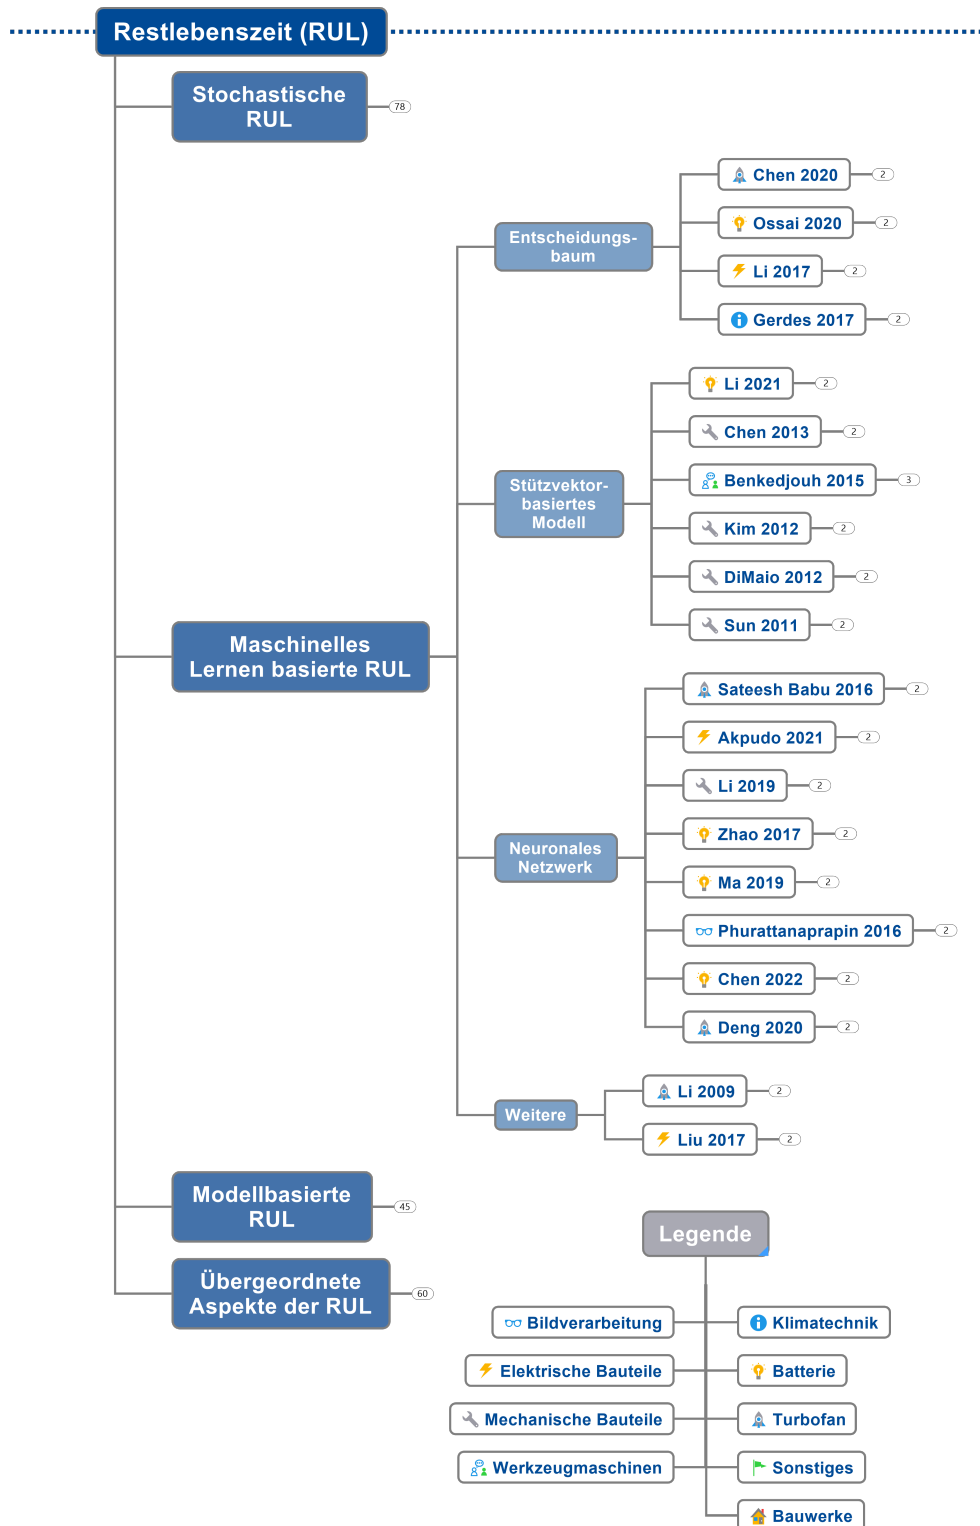 Restlebenszeit (RUL)
Stochastische
RUL
78
Maschinelles
Lernen basierte RUL
Entscheidungs-
baum
Chen 2020
2
Ossai 2020
2
Li 2017
2
Gerdes 2017
2
Stützvektor-
basiertes
Modell
Li 2021
2
Chen 2013
2
Benkedjouh 2015
3
Kim 2012
2
DiMaio 2012
2
Sun 2011
2
Neuronales
Netzwerk
Sateesh Babu 2016
2
Akpudo 2021
2
Li 2019
2
Zhao 2017
2
Ma 2019
2
Phurattanaprapin 2016
2
Chen 2022
2
Deng 2020
2
Weitere
Li 2009
2
Liu 2017
2
Modellbasierte
RUL
45
Übergeordnete
Aspekte der RUL
60
Legende
Bildverarbeitung
Elektrische Bauteile
Mechanische Bauteile
Werkzeugmaschinen
Klimatechnik
Batterie
Turbofan
Sonstiges
Bauwerke